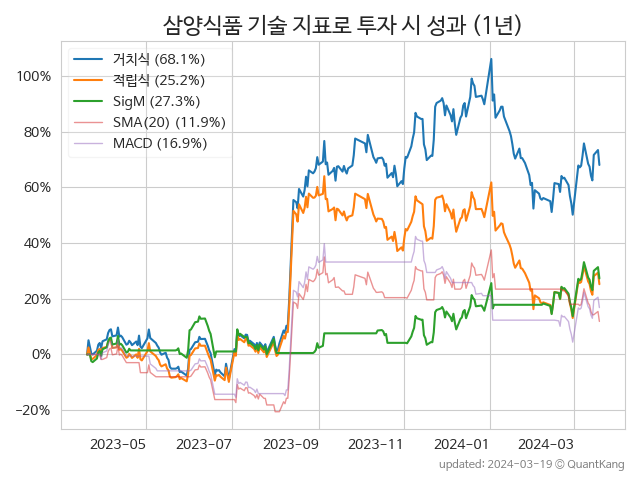 삼양식품 기술 지표로 투자 시 성과 (1년)
거치식 (68.1%)
적립식 (25.2%)
SigM (27.3%)
SMA(20) (11.9%)
MACD (16.9%)
100%
80%
60%
40%
20%
0%
−20%
2023-05 2023-07 2023-09 2023-11 2024-01 2024-03
updated: 2024-03-19 © QuantKang